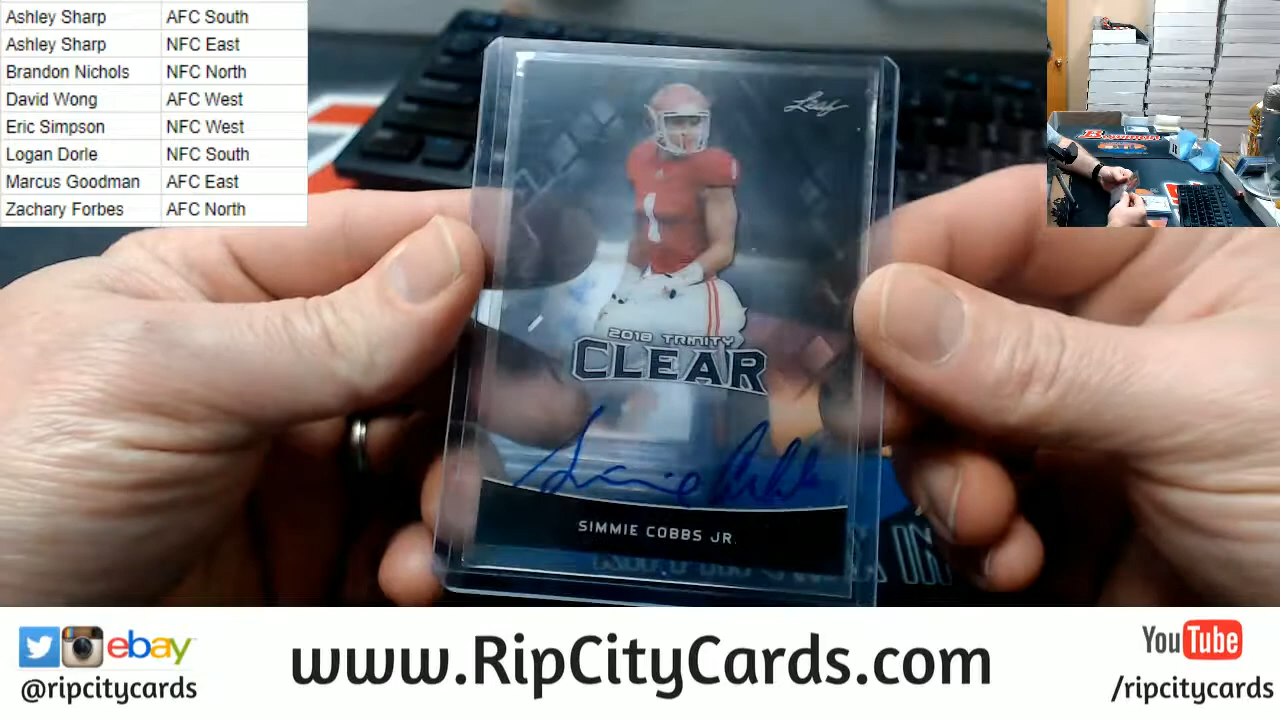 Ashley Sharp AFC South
Ashley Sharp NFC East
Brandon Nichols NFC North
David Wong AFC West
Eric Simpson NFC West
Logan Dorle NFC South
Marcus Goodman AFC East
Zachary Forbes AFC North
Leaf
1
2018 TRINITY
CLEAR
SIMMIE COBBS JR.
ebay
@ripcitycards
www.RipCityCards.com
YouTube
/ripcitycards